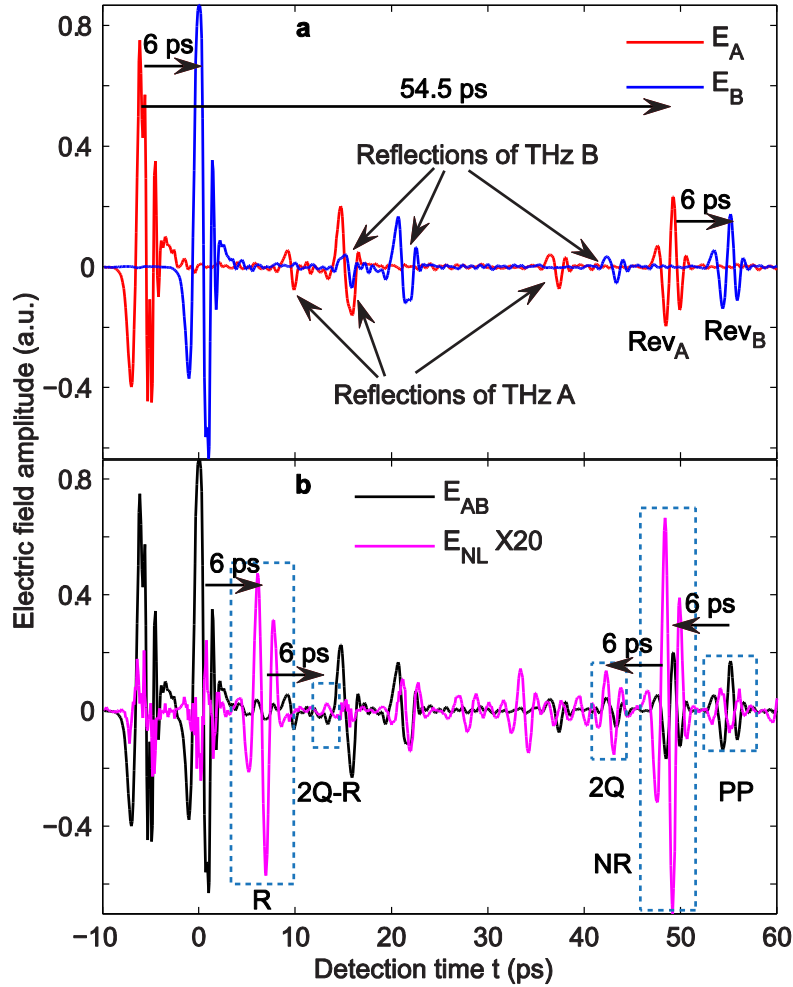 a
0.8
6 ps
E_A
E_B
54.5 ps
0.4
Reflections of THz B
6 ps
0
Rev_A
Rev_B
Reflections of THz A
−0.4
Electric field amplitude (a.u.)
b
0.8
E_AB
E_NL X20
6 ps
0.4
6 ps
6 ps
6 ps
0
2Q-R
2Q
PP
−0.4
NR
R
−10 0 10 20 30 40 50 60
Detection time t (ps)